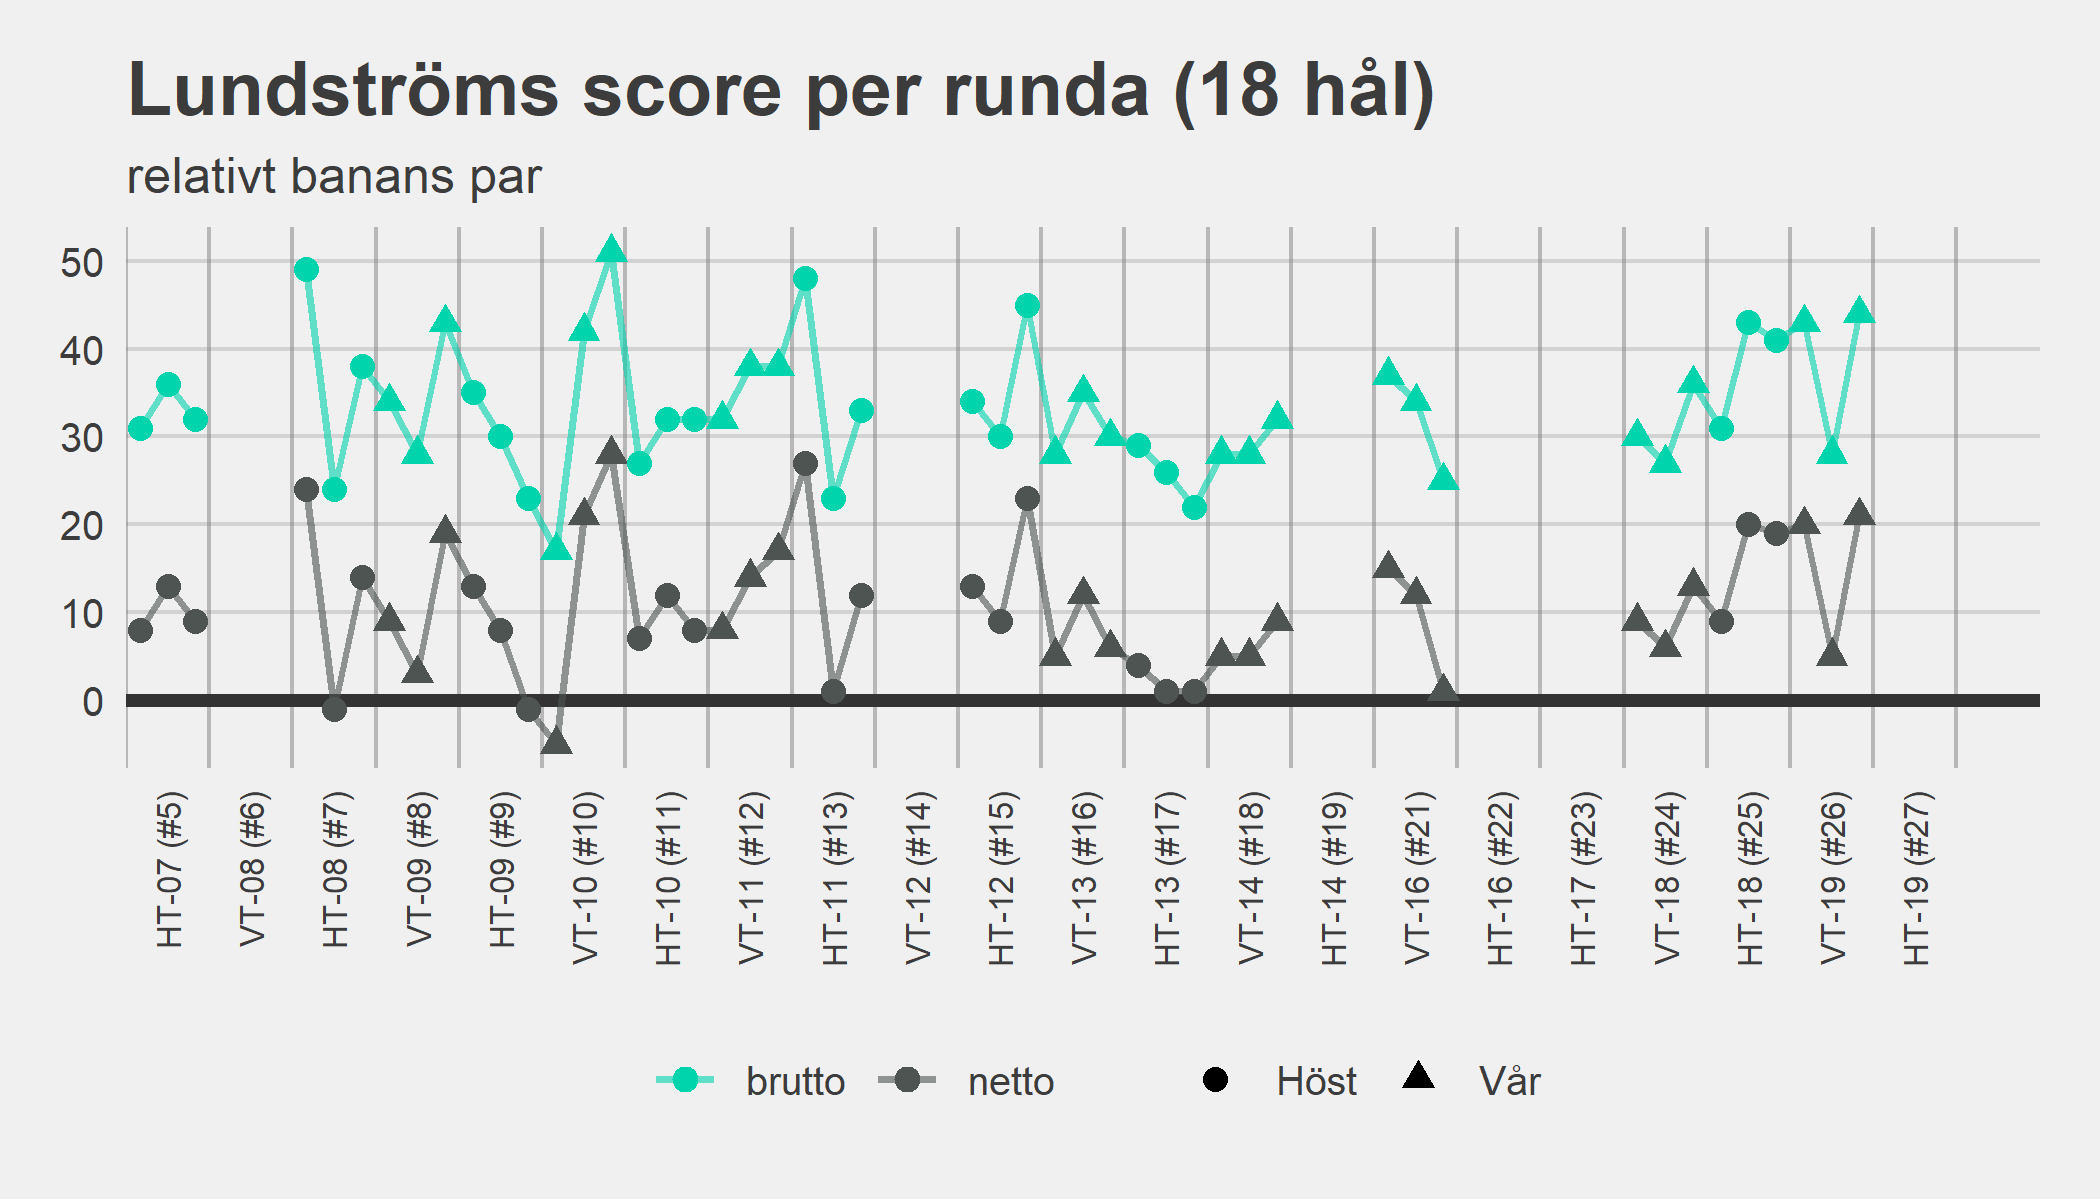 Lundströms score per runda (18 hål)
relativt banans par
50
40
30
20
10
0
HT-07 (#5)
VT-08 (#6)
HT-08 (#7)
VT-09 (#8)
HT-09 (#9)
VT-10 (#10)
HT-10 (#11)
VT-11 (#12)
HT-11 (#13)
VT-12 (#14)
HT-12 (#15)
VT-13 (#16)
HT-13 (#17)
VT-14 (#18)
HT-14 (#19)
VT-16 (#21)
HT-16 (#22)
HT-17 (#23)
VT-18 (#24)
HT-18 (#25)
VT-19 (#26)
HT-19 (#27)
brutto netto Höst Vår